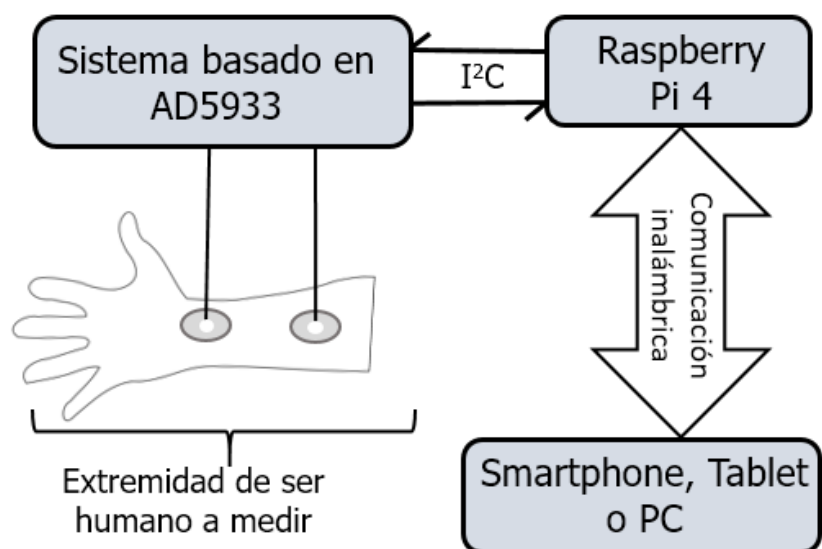 Sistema basado en
AD5933
I²C
Raspberry
Pi 4
Comunicación
inalámbrica
Extremidad de ser
humano a medir
Smartphone, Tablet
o PC